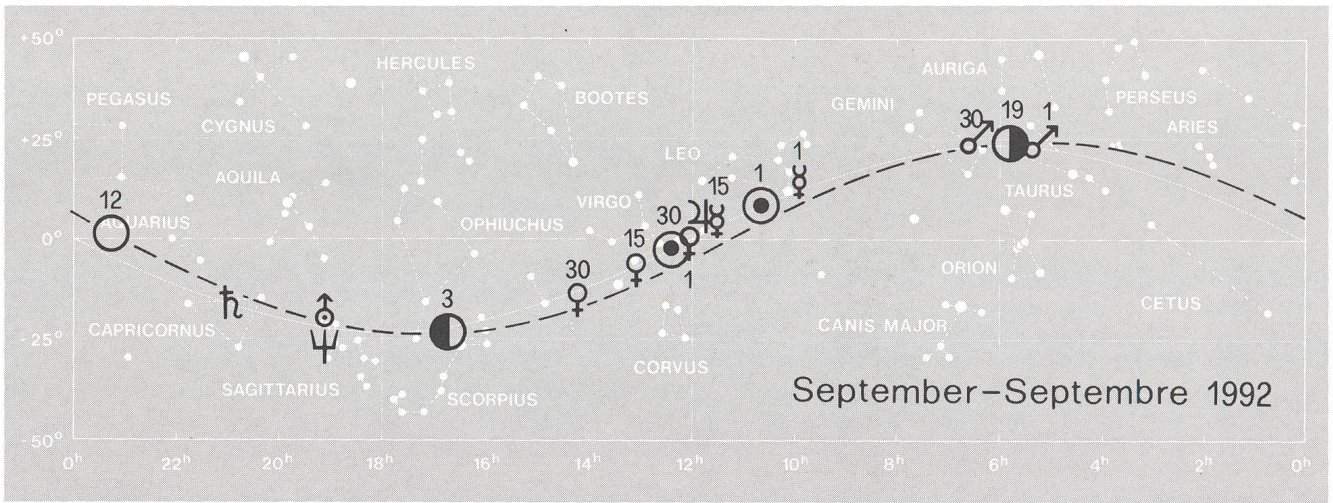 +50°
HERCULES
AURIGA
PEGASUS
BOOTES
GEMINI
PERSEUS
CYGNUS
30 19 1
ARIES
+25°
LEO
1
AQUILA
1
15
TAURUS
12
VIRGO
30
AQUARIUS
OPHIUCHUS
15
0°
30
1
ORION
3
CETUS
CAPRICORNUS
CANIS MAJOR
-25°
CORVUS
SAGITTARIUS
SCORPIUS
September–Septembre 1992
-50°
0h 22h 20h 18h 16h 14h 12h 10h 8h 6h 4h 2h 0h